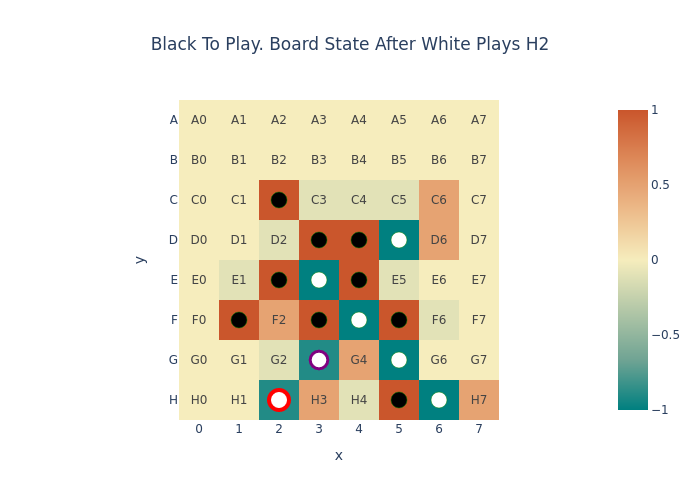 Black To Play. Board State After White Plays H2
A A0 A1 A2 A3 A4 A5 A6 A7 1
B B0 B1 B2 B3 B4 B5 B6 B7
C C0 C1 C3 C4 C5 C6 C7 0.5
D D0 D1 D2 D6 D7
y 0
E E0 E1 E5 E6 E7
F F0 F2 F6 F7 −0.5
G G0 G1 G2 G4 G6 G7
H H0 H1 H3 H4 H7 −1
0 1 2 3 4 5 6 7
x